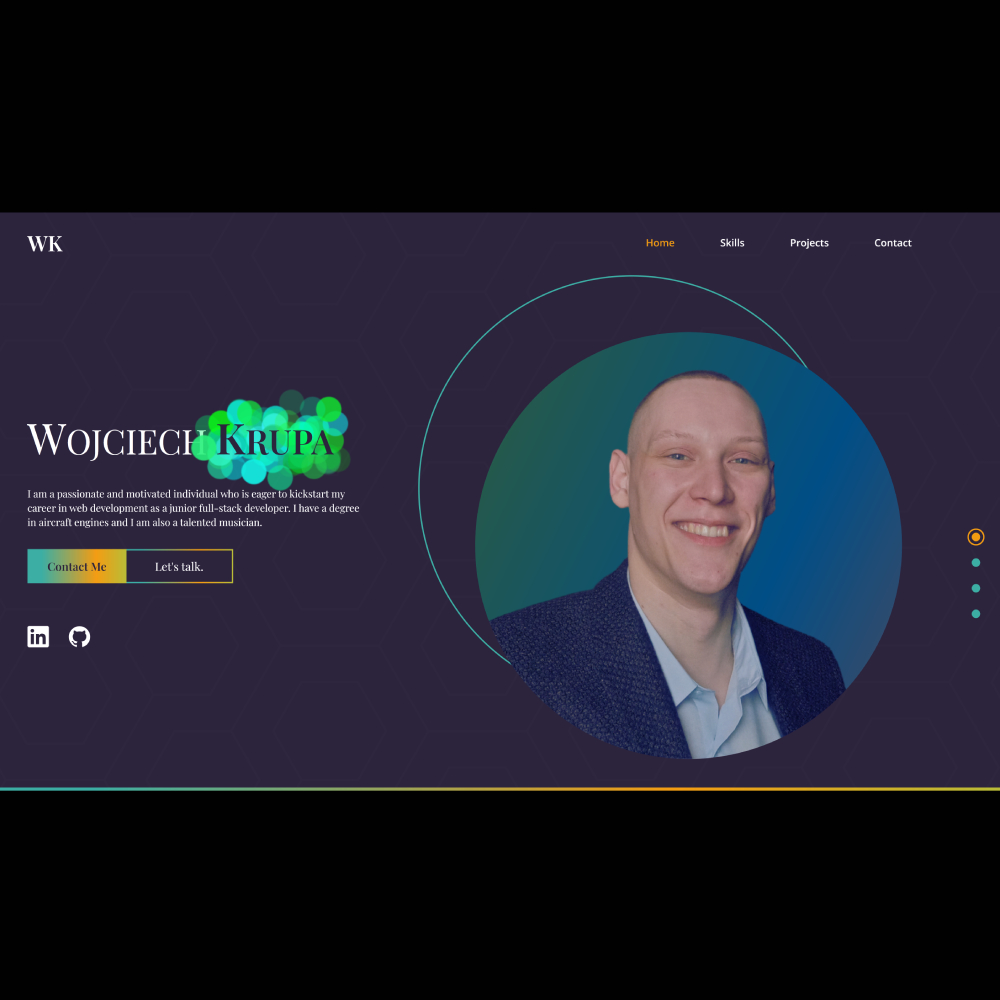 WK
Home Skills Projects Contact
WOJCIECH KRUPA
I am a passionate and motivated individual who is eager to kickstart my
career in web development as a junior full-stack developer. I have a degree
in aircraft engines and I am also a talented musician.
Contact Me Let's talk.
in